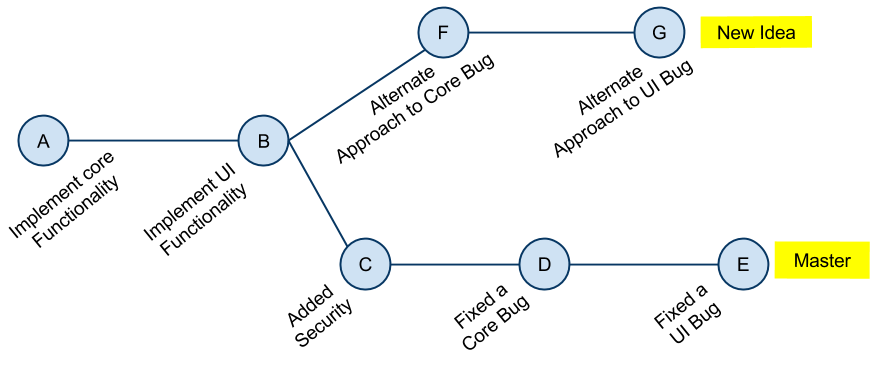 F
G
New Idea
Alternate
Approach to Core Bug
Alternate
Approach to UI Bug
A
B
Implement core
Functionality
Implement UI
Functionality
C
D
E
Master
Added
Security
Fixed a
Core Bug
Fixed a
UI Bug